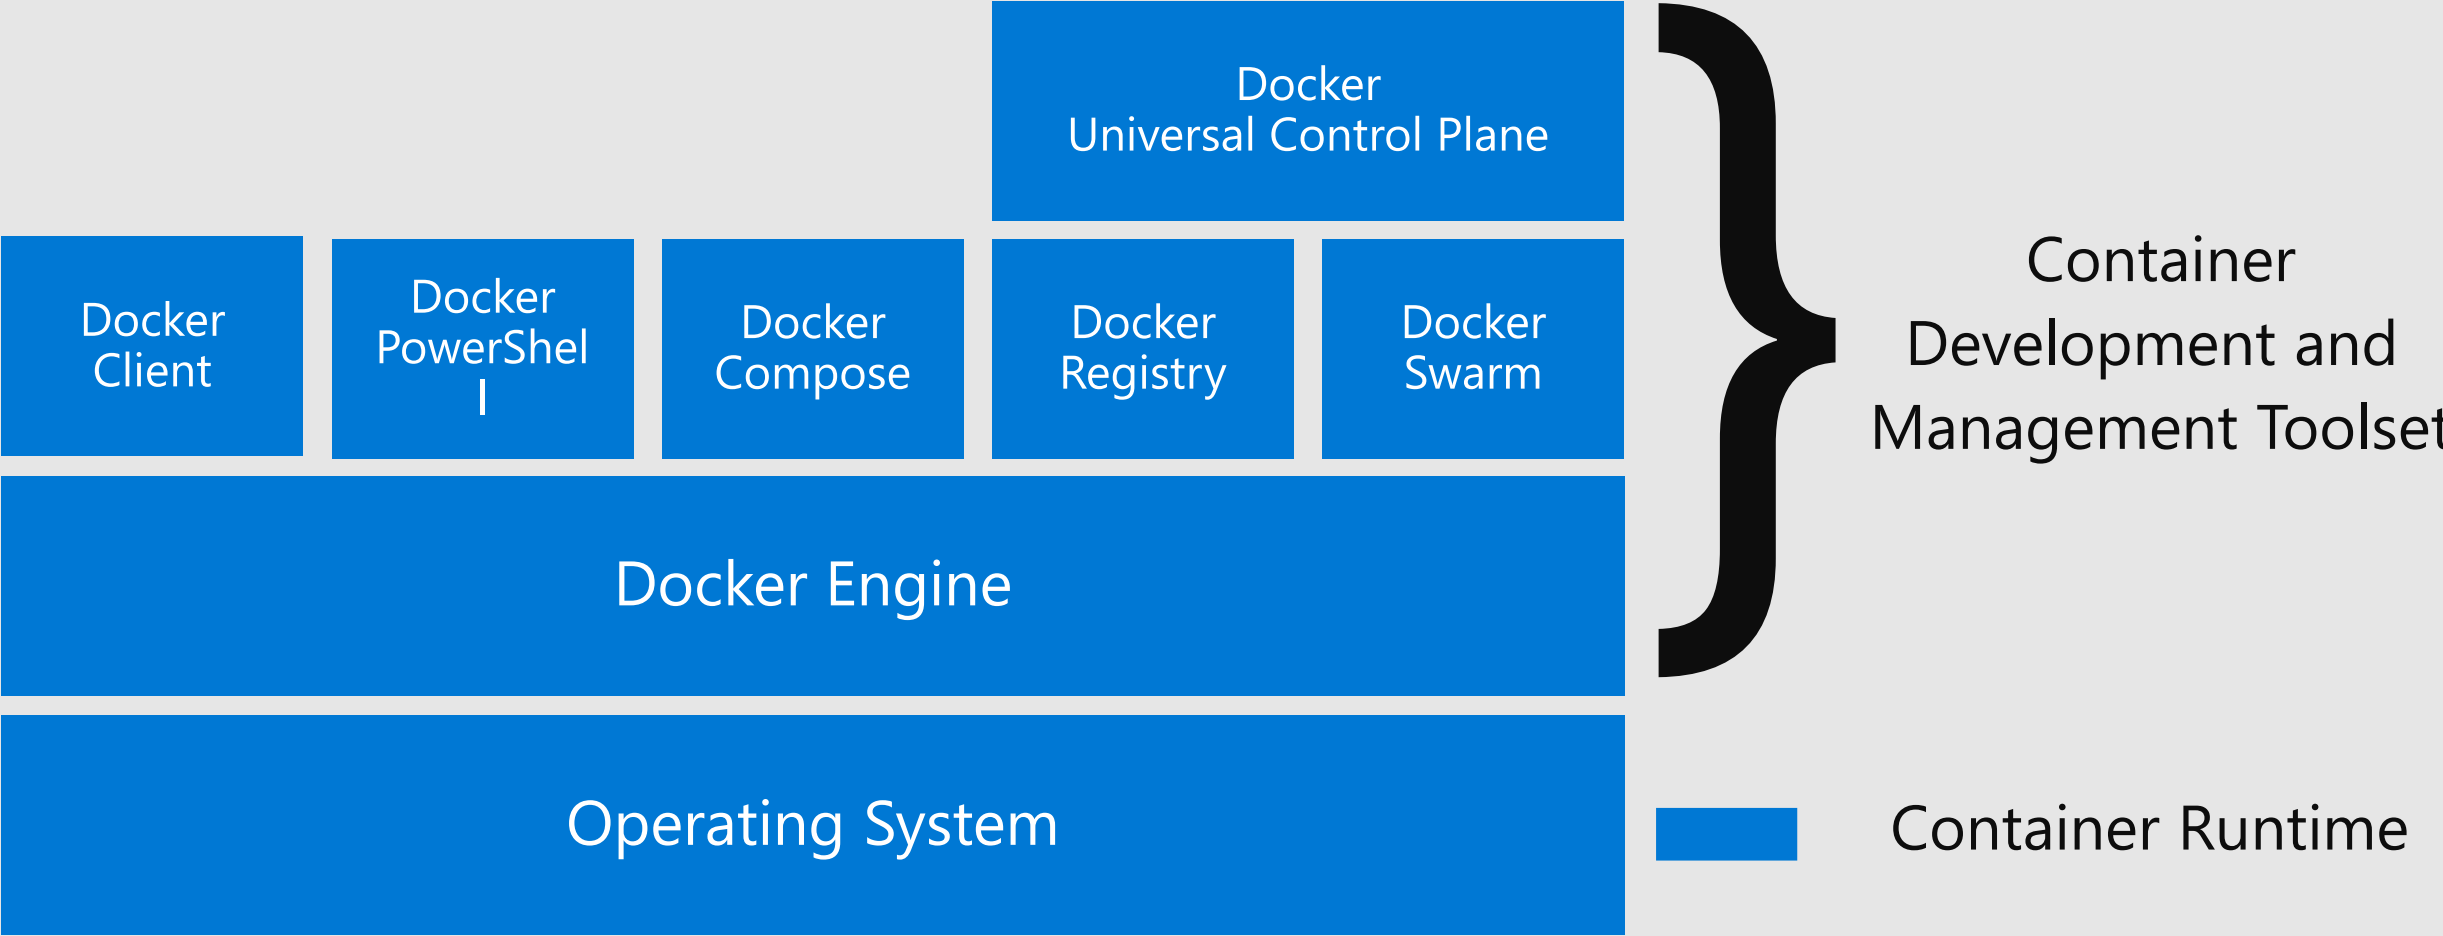 Docker
Universal Control Plane
Docker
Client
Docker
PowerShel
l
Docker
Compose
Docker
Registry
Docker
Swarm
Container
Development and
Management Toolset
Docker Engine
Operating System
Container Runtime